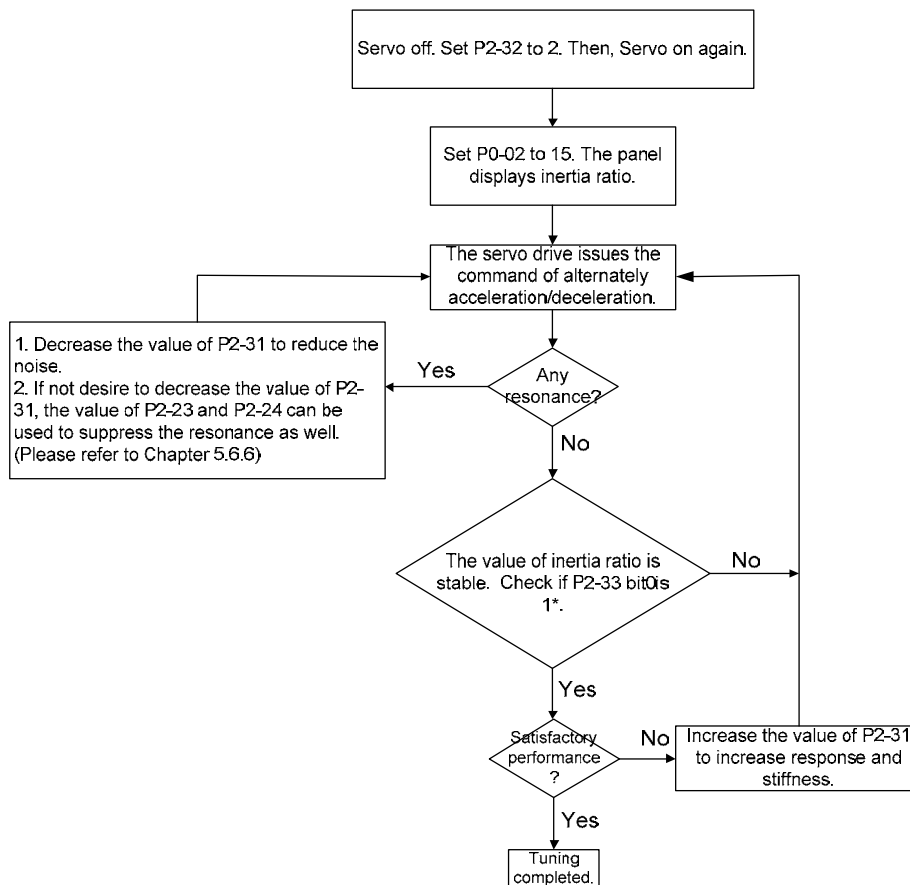 Servo off. Set P2-32 to 2. Then, Servo on again.
Set P0-02 to 15. The panel
displays inertia ratio.
The servo drive issues the
command of alternately
acceleration/deceleration.
1. Decrease the value of P2-31 to reduce the
noise.
2. If not desire to decrease the value of P2-
31, the value of P2-23 and P2-24 can be
used to suppress the resonance as well.
(Please refer to Chapter 5.6.6)
Yes
Any
resonance?
No
The value of inertia ratio is
stable. Check if P2-33 bit0is
1*.
No
Yes
Satisfactory
performance
?
No
Increase the value of P2-31
to increase response and
stiffness.
Yes
Tuning
completed.